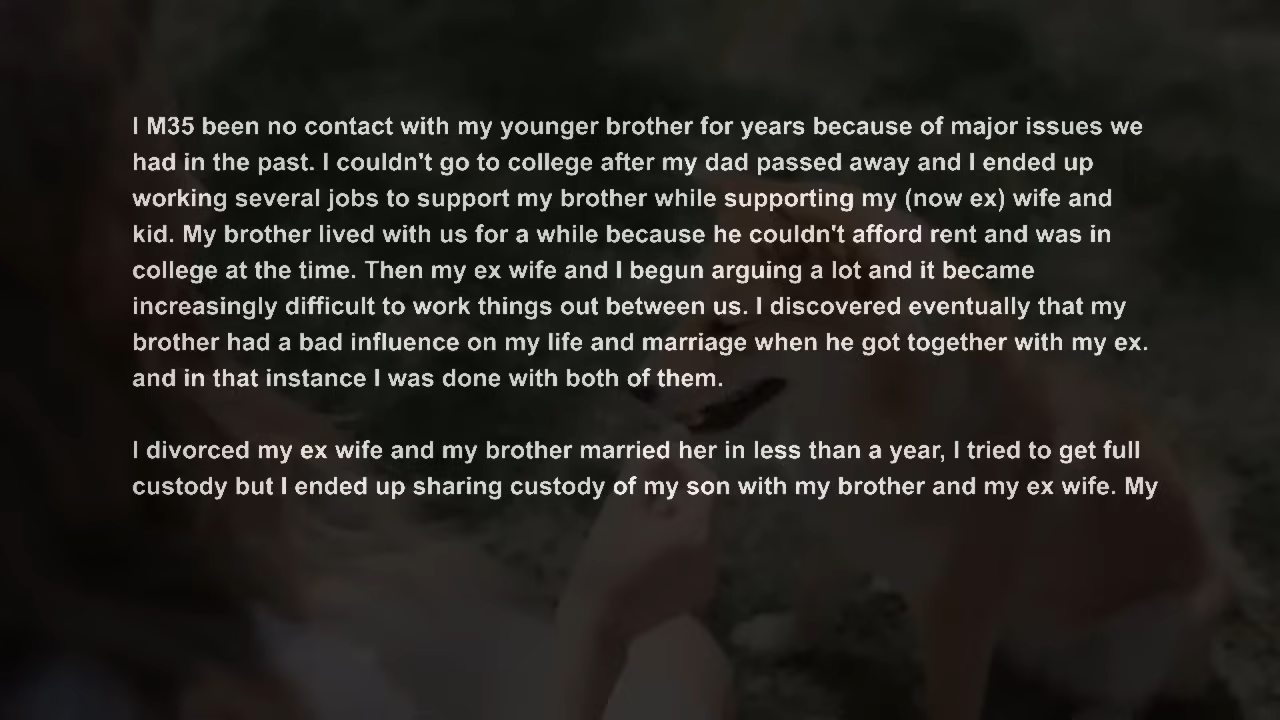 I M35 been no contact with my younger brother for years because of major issues we
had in the past. I couldn't go to college after my dad passed away and I ended up
working several jobs to support my brother while supporting my (now ex) wife and
kid. My brother lived with us for a while because he couldn't afford rent and was in
college at the time. Then my ex wife and I begun arguing a lot and it became
increasingly difficult to work things out between us. I discovered eventually that my
brother had a bad influence on my life and marriage when he got together with my ex.
and in that instance I was done with both of them.
I divorced my ex wife and my brother married her in less than a year, I tried to get full
custody but I ended up sharing custody of my son with my brother and my ex wife. My